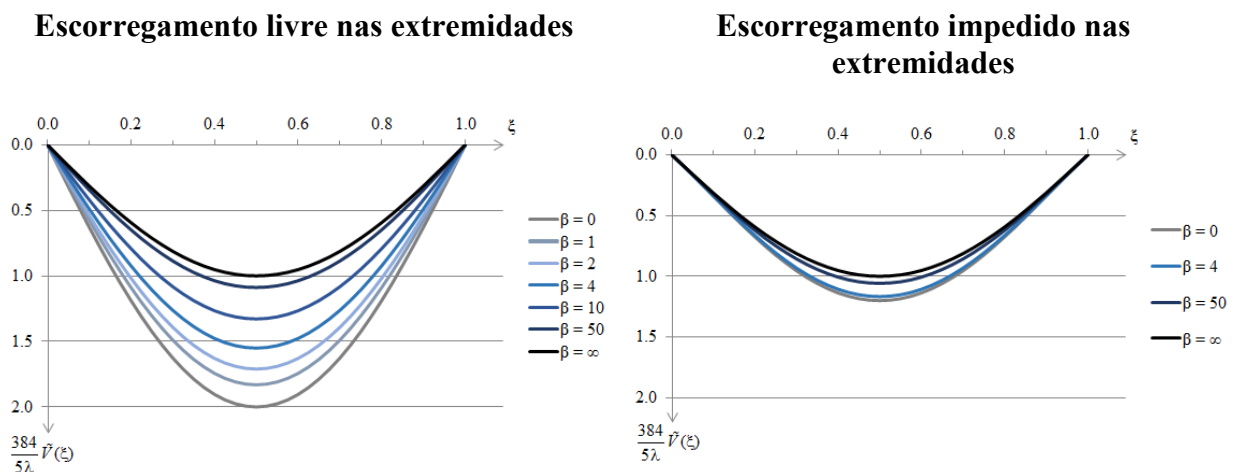 Escorregamento livre nas extremidades
0.0 0.2 0.4 0.6 0.8 1.0 ξ
0.0
0.5
1.0
1.5
2.0
384/5λ Ṽ(ξ)
β = 0
β = 1
β = 2
β = 4
β = 10
β = 50
β = ∞
Escorregamento impedido nas
extremidades
0.0 0.2 0.4 0.6 0.8 1.0 ξ
0.0
0.5
1.0
1.5
2.0
384/5λ Ṽ(ξ)
β = 0
β = 4
β = 50
β = ∞